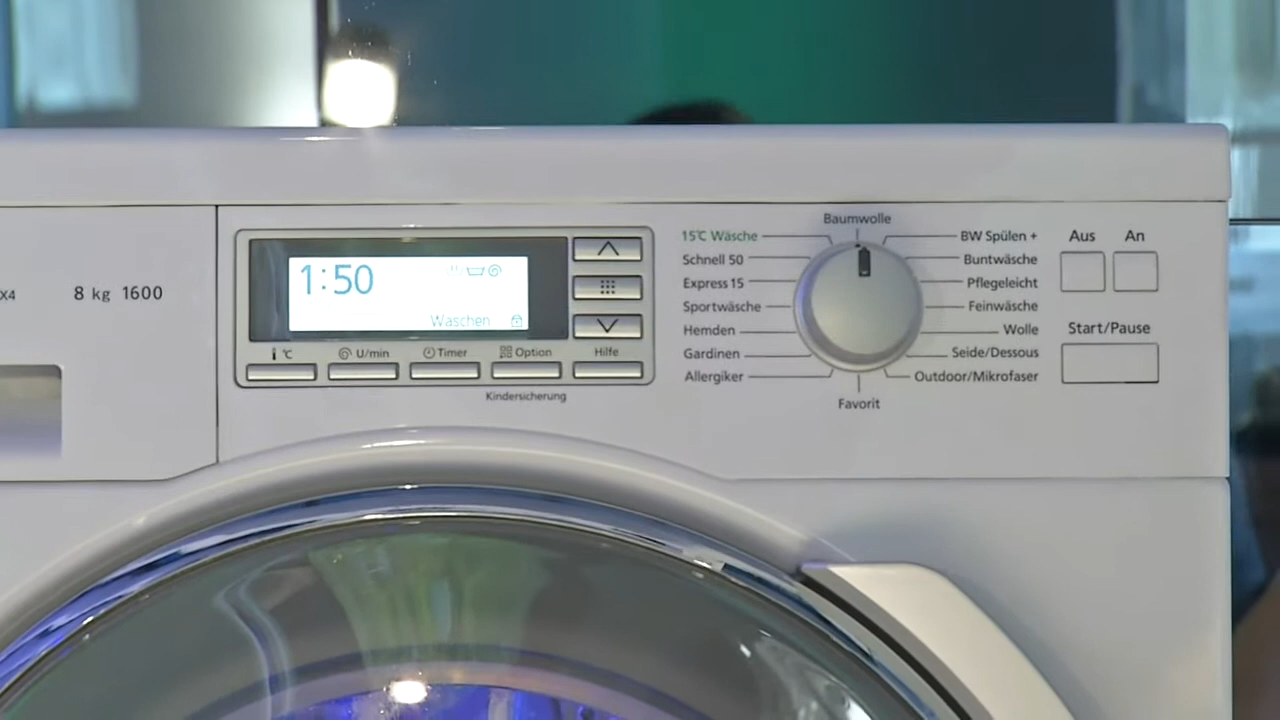 X4
8 kg 1600
1:50
Waschen
°C
U/min
Timer
Option
Hilfe
Kindersicherung
Baumwolle
15°C Wäsche
Schnell 50
Express 15
Sportwäsche
Hemden
Gardinen
Allergiker
BW Spülen +
Buntwäsche
Pflegeleicht
Feinwäsche
Wolle
Seide/Dessous
Outdoor/Mikrofaser
Favorit
Aus
An
Start/Pause